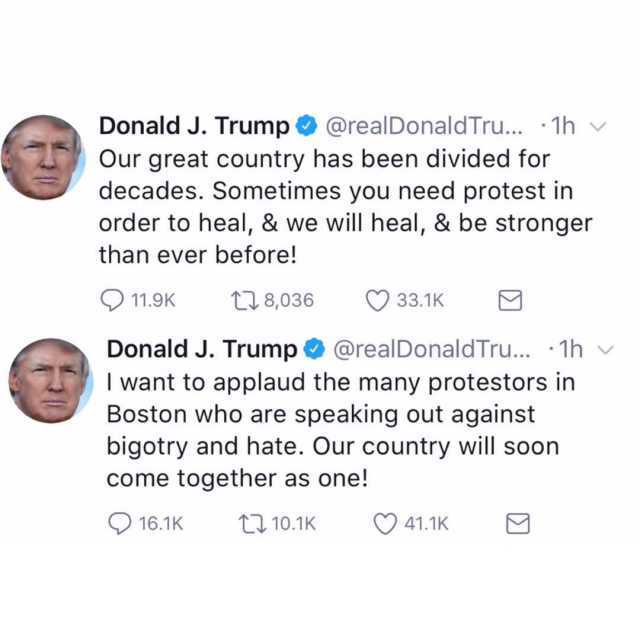 Donald J. Trump @realDonaldTru... · 1h
Our great country has been divided for
decades. Sometimes you need protest in
order to heal, & we will heal, & be stronger
than ever before!
11.9K 8,036 33.1K
Donald J. Trump @realDonaldTru... · 1h
I want to applaud the many protestors in
Boston who are speaking out against
bigotry and hate. Our country will soon
come together as one!
16.1K 10.1K 41.1K